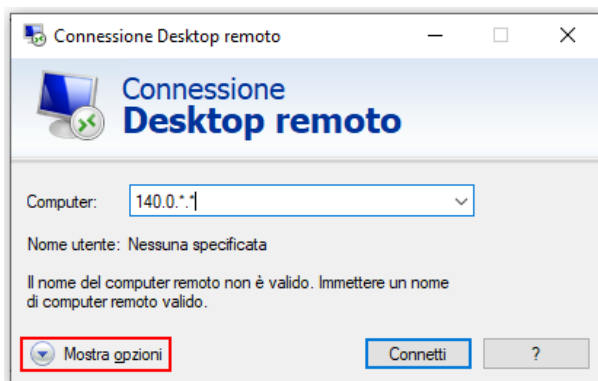 Connessione Desktop remoto
Connessione
Desktop remoto
Computer: 140.0.*.*
Nome utente: Nessuna specificata
Il nome del computer remoto non è valido. Immettere un nome
di computer remoto valido.
Mostra opzioni Connetti ?